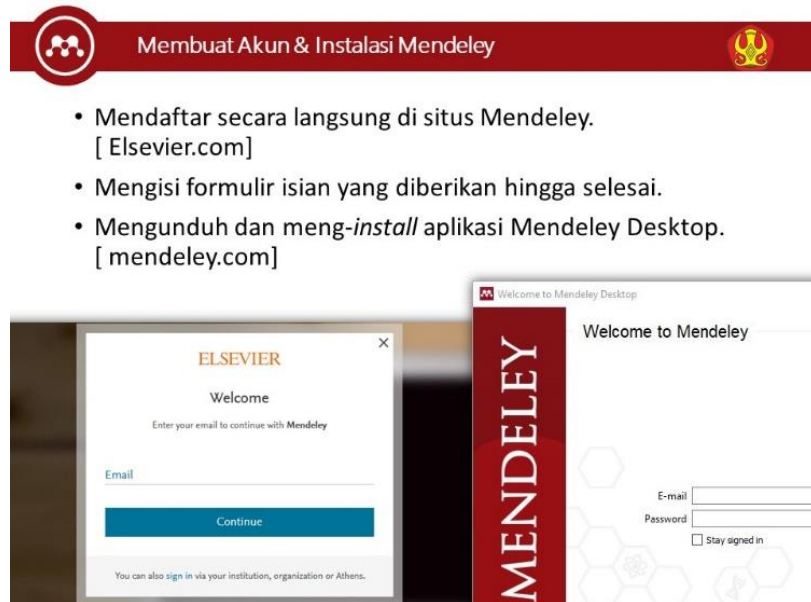 Membuat Akun & Instalasi Mendeley
• Mendaftar secara langsung di situs Mendeley.
[ Elsevier.com]
• Mengisi formulir isian yang diberikan hingga selesai.
• Mengunduh dan meng-install aplikasi Mendeley Desktop.
[ mendeley.com]
ELSEVIER
Welcome
Enter your email to continue with Mendeley
Email
Continue
You can also sign in via your institution, organization or Athens.
Welcome to Mendeley Desktop
MENDELEY
Welcome to Mendeley
E-mail
Password
Stay signed in